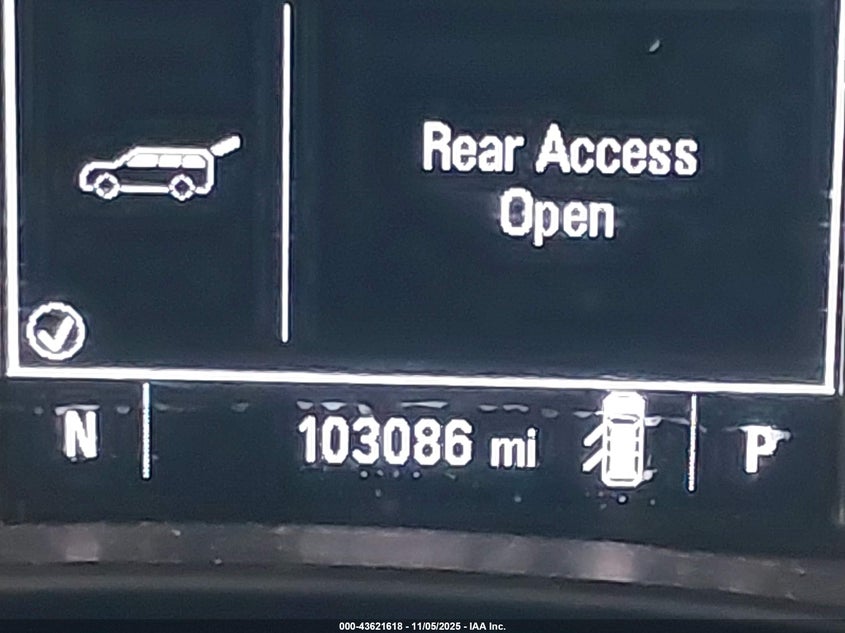 Rear Access
Open
N 103086 mi P
000-43621618 - 11/05/2025 - IAA Inc.